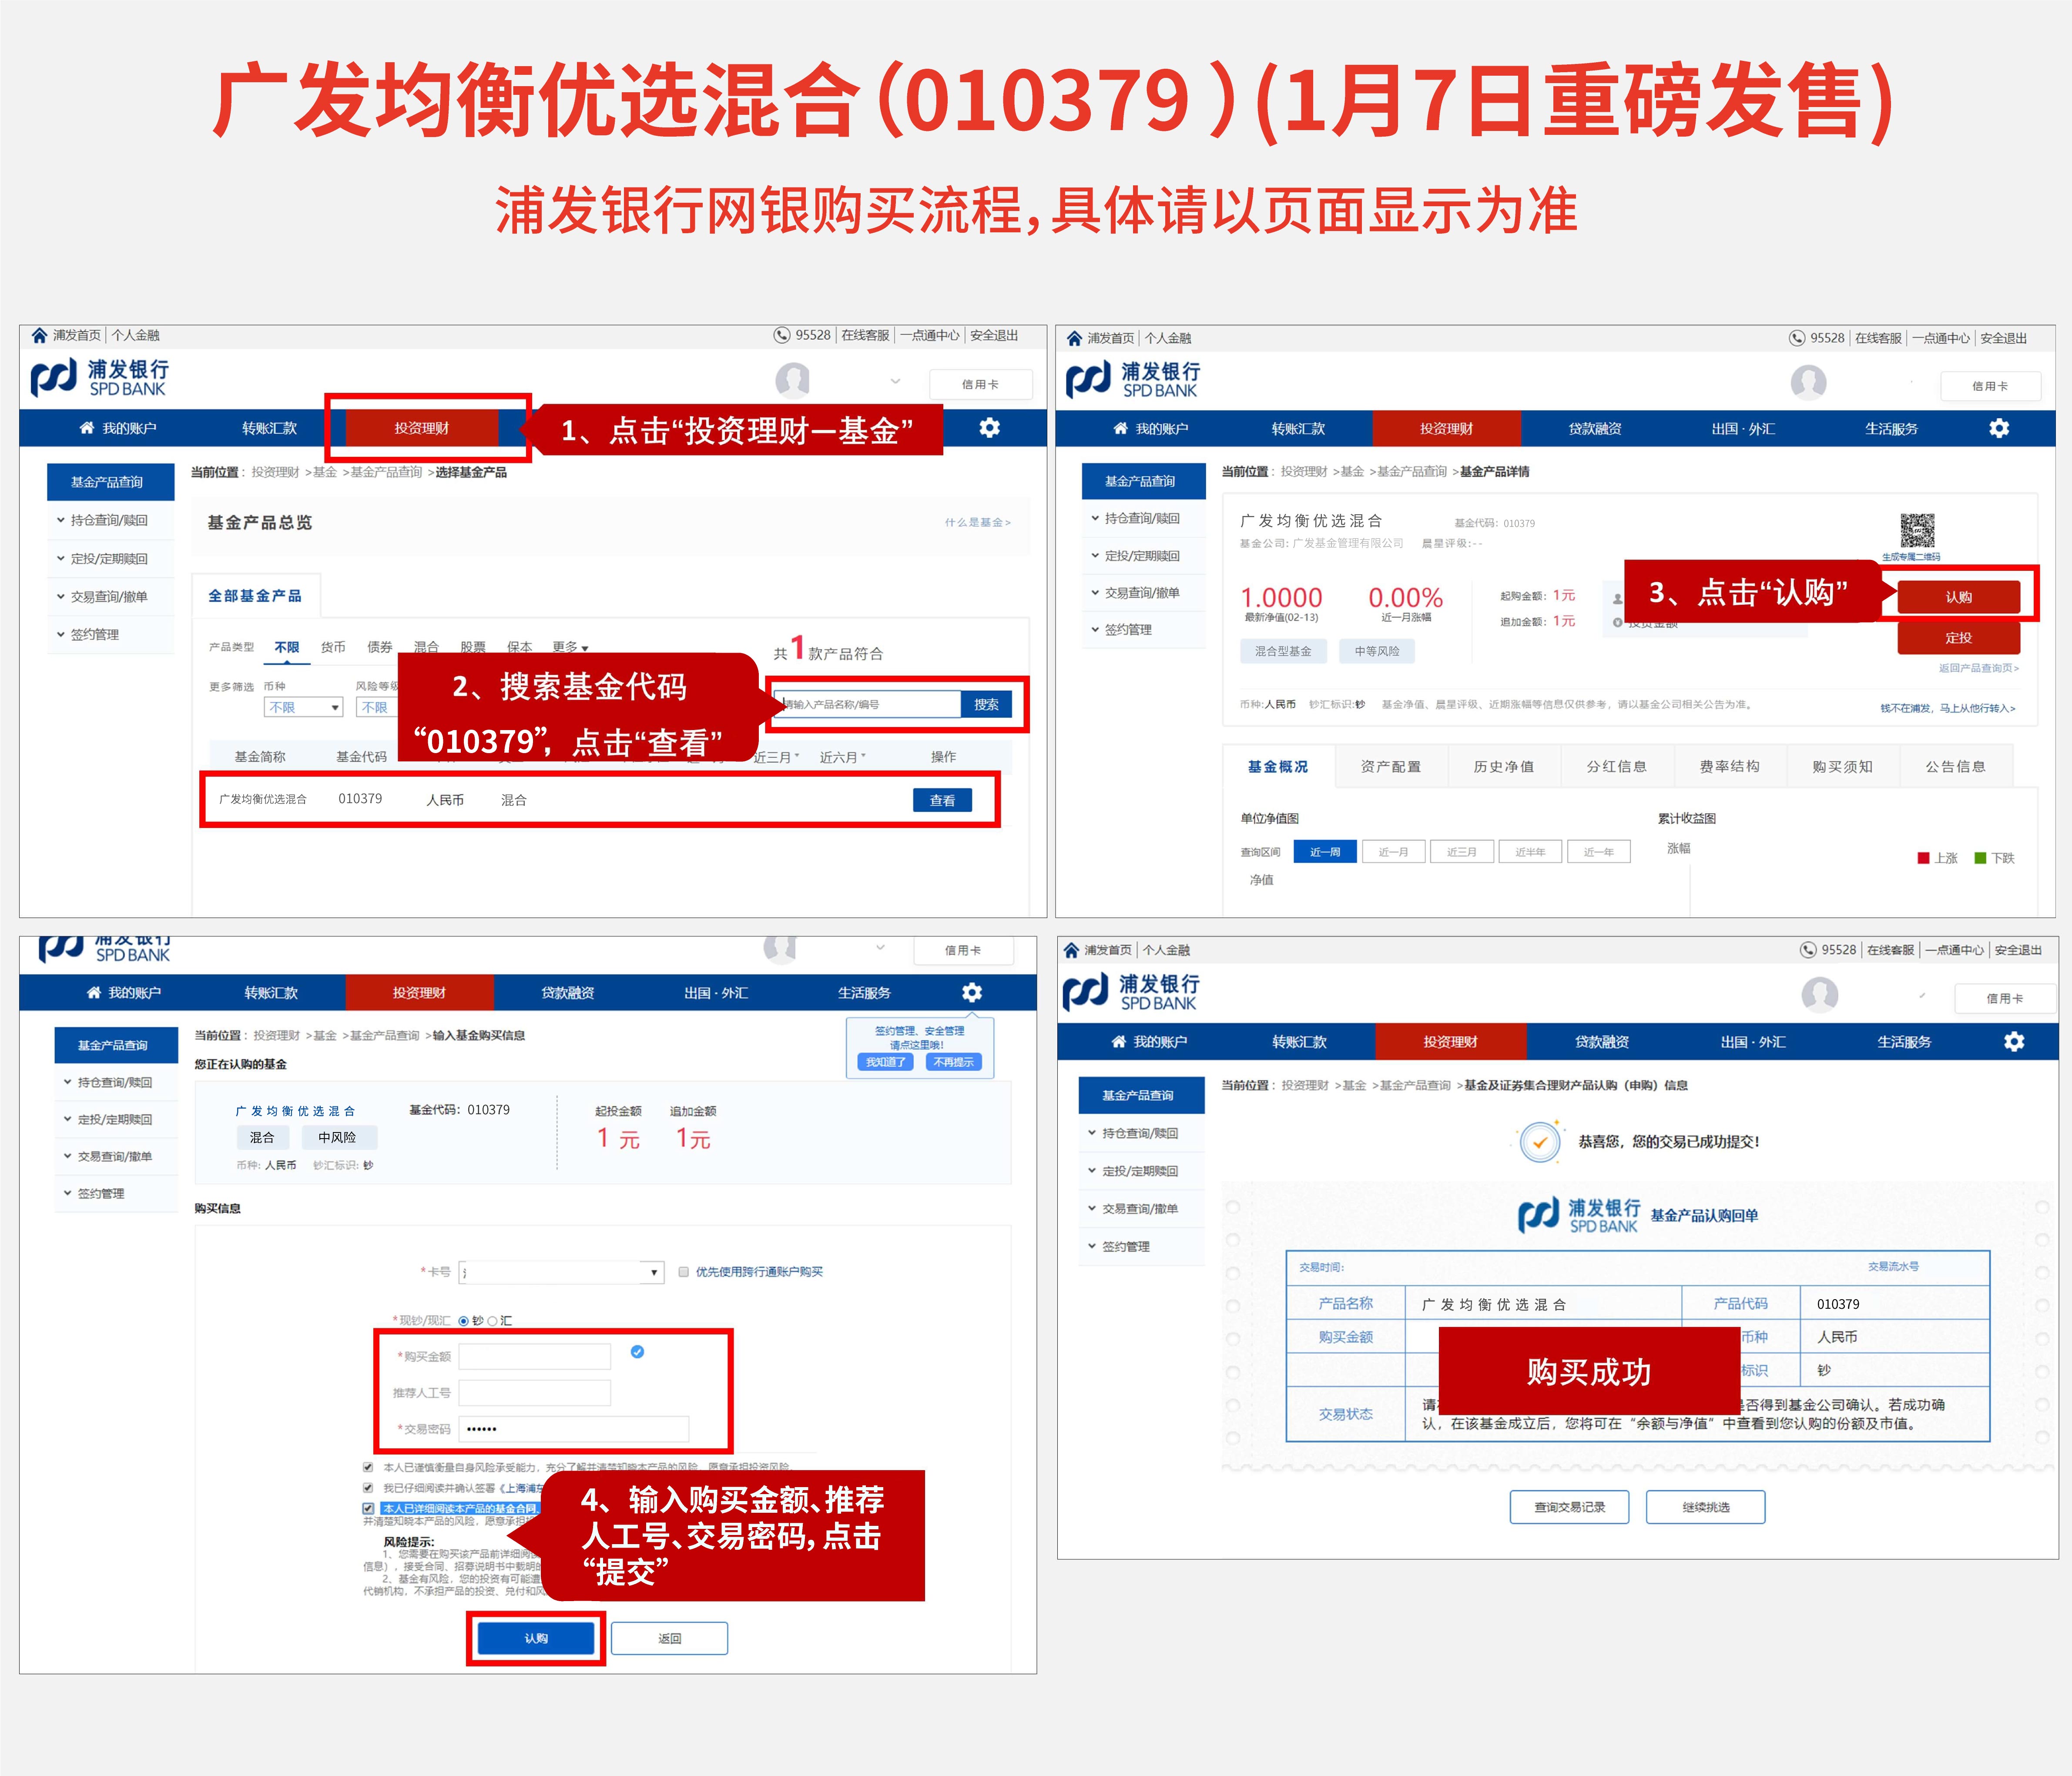 广发均衡优选混合(010379)(1月7日重磅发售)
浦发银行网银购买流程,具体请以页面显示为准
浦发首页 个人金融
95528 在线客服 一点通中心 安全退出
浦发银行
SPD BANK
信用卡
我的账户 转账汇款 投资理财
1、点击“投资理财—基金”
基金产品查询
持仓查询/赎回
定投/定期赎回
交易查询/撤单
签约管理
当前位置: 投资理财 >基金 >基金产品查询 >选择基金产品
基金产品总览
什么是基金>
全部基金产品
产品类型 不限 货币 债券 混合 股票 保本 更多
共1款产品符合
更多筛选 币种 风险等级
不限 不限
2、搜索基金代码
“010379”, 点击“查看”
请输入产品名称/编号 搜索
基金简称 基金代码 近三月 近六月 操作
广发均衡优选混合 010379 人民币 混合 查看
浦发首页 个人金融
95528 在线客服 一点通中心 安全退出
浦发银行
SPD BANK
信用卡
我的账户 转账汇款 投资理财 贷款融资 出国·外汇 生活服务
基金产品查询
持仓查询/赎回
定投/定期赎回
交易查询/撤单
签约管理
当前位置: 投资理财 >基金 >基金产品查询 >基金产品详情
广发均衡优选混合 基金代码: 010379
基金公司: 广发基金管理有限公司 晨星评级:--
生成专属二维码
1.0000 0.00%
最新净值(02-13) 近一月涨幅
起购金额: 1元
追加金额: 1元
投资金额
3、点击“认购”
认购
定投
混合型基金 中等风险
返回产品查询页>
币种:人民币 钞汇标识:钞 基金净值、晨星评级、近期涨幅等信息仅供参考,请以基金公司相关公告为准。
钱不在浦发,马上从他行转入>
基金概况 资产配置 历史净值 分红信息 费率结构 购买须知 公告信息
单位净值图 累计收益图
查询区间 近一周 近一月 近三月 近半年 近一年
涨幅
上涨 下跌
净值
浦发银行
SPD BANK
信用卡
我的账户 转账汇款 投资理财 贷款融资 出国·外汇 生活服务
基金产品查询
持仓查询/赎回
定投/定期赎回
交易查询/撤单
签约管理
当前位置: 投资理财 >基金 >基金产品查询 >输入基金购买信息
签约管理、安全管理
请点这里哦!
我知道了 不再提示
您正在认购的基金
广发均衡优选混合 基金代码: 010379
混合 中风险
币种: 人民币 钞汇标识: 钞
起投金额 追加金额
1 元 1元
购买信息
*卡号 优先使用跨行通账户购买
*现钞/现汇 钞 汇
*购买金额
推荐人工号
*交易密码 ••••••
本人已谨慎衡量自身风险承受能力,充分了解并清楚知晓本产品的风险,愿意承担投资风险。
我已仔细阅读并确认签署《上海浦东
本人已详细阅读本产品的基金合同、
并清楚知晓本产品的风险,愿意承担
风险提示:
1、您需要在购买该产品前详细阅
信息),接受合同、招募说明书中载明的
2、基金有风险,您的投资有可能遭
代销机构,不承担产品的投资、兑付和风
4、输入购买金额、推荐
人工号、交易密码,点击
“提交”
认购 返回
浦发首页 个人金融
95528 在线客服 一点通中心 安全退出
浦发银行
SPD BANK
信用卡
我的账户 转账汇款 投资理财 贷款融资 出国·外汇 生活服务
基金产品查询
持仓查询/赎回
定投/定期赎回
交易查询/撤单
签约管理
当前位置: 投资理财 >基金 >基金产品查询 >基金及证券集合理财产品认购(申购)信息
恭喜您,您的交易已成功提交!
浦发银行
SPD BANK
基金产品认购回单
交易时间: 交易流水号
产品名称 广发均衡优选混合 产品代码 010379
购买金额 币种 人民币
标识 钞
购买成功
交易状态
请 是否得到基金公司确认。若成功确
认,在该基金成立后,您将可在“余额与净值”中查看到您认购的份额及市值。
查询交易记录 继续挑选